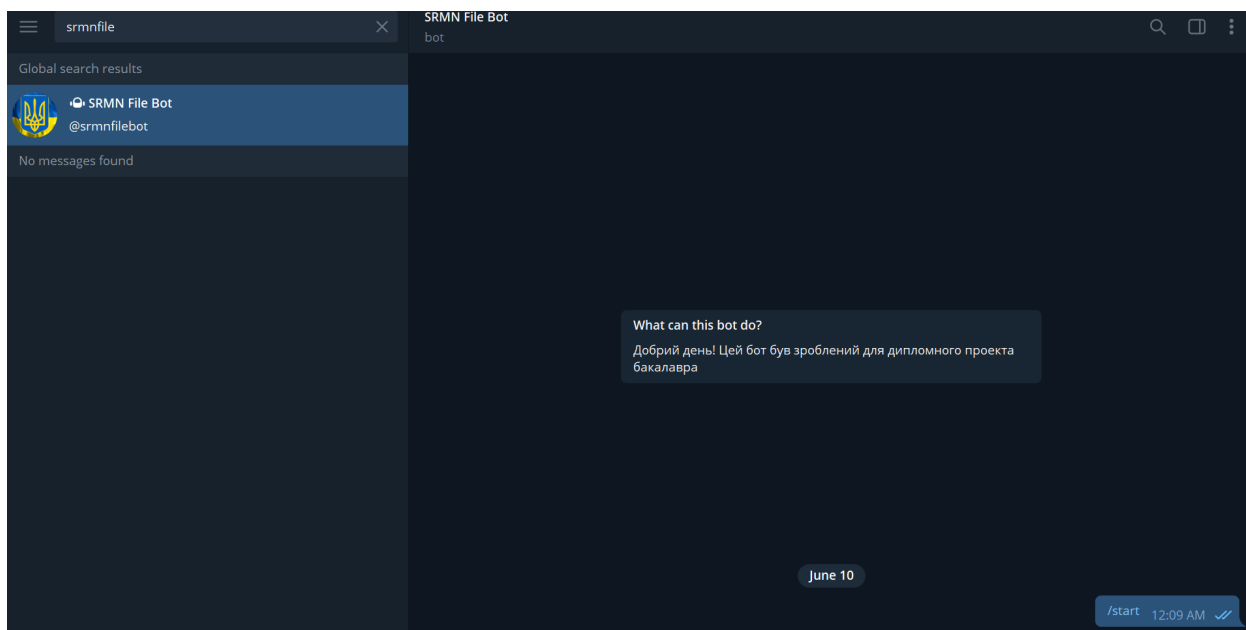 srmnfile
Global search results
SRMN File Bot
@srmnfilebot
No messages found
SRMN File Bot
bot
What can this bot do?
Добрий день! Цей бот був зроблений для дипломного проекта
бакалавра
June 10
/start 12:09 AM